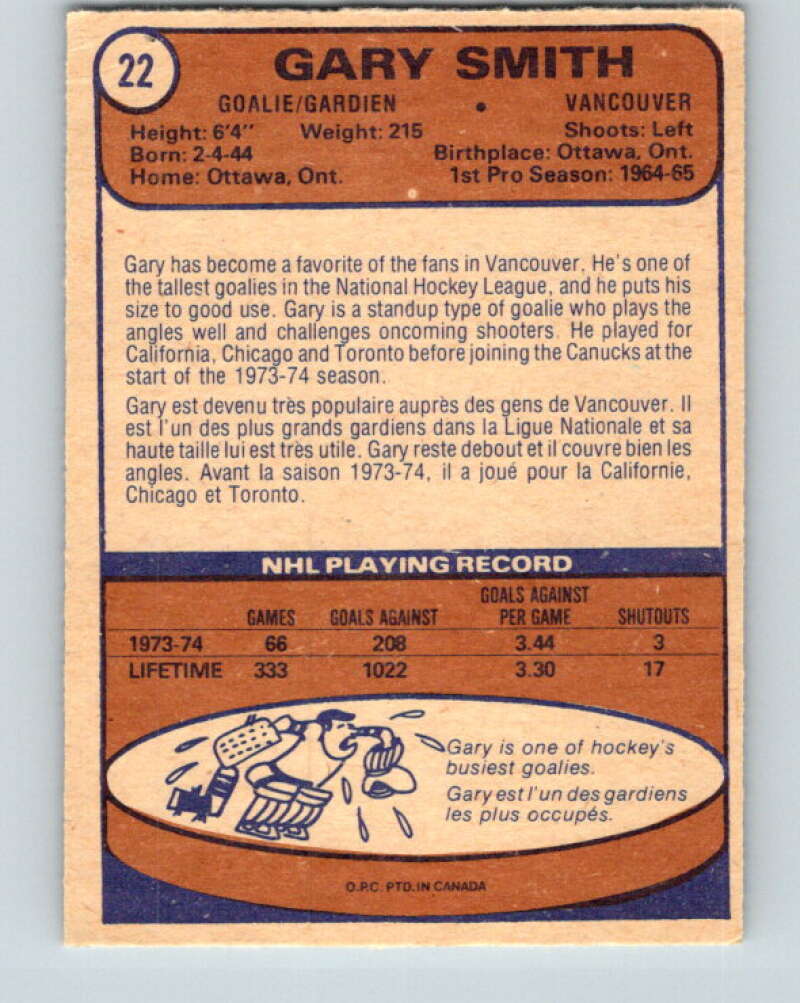 22
GARY SMITH
GOALIE/GARDIEN • VANCOUVER
Height: 6'4" Weight: 215 Shoots: Left
Born: 2-4-44 Birthplace: Ottawa, Ont.
Home: Ottawa, Ont. 1st Pro Season: 1964-65
Gary has become a favorite of the fans in Vancouver. He's one of
the tallest goalies in the National Hockey League, and he puts his
size to good use. Gary is a standup type of goalie who plays the
angles well and challenges oncoming shooters. He played for
California, Chicago and Toronto before joining the Canucks at the
start of the 1973-74 season.
Gary est devenu très populaire auprès des gens de Vancouver. Il
est l'un des plus grands gardiens dans la Ligue Nationale et sa
haute taille lui est très utile. Gary reste debout et il couvre bien les
angles. Avant la saison 1973-74, il a joué pour la Californie,
Chicago et Toronto.
NHL PLAYING RECORD
GAMES GOALS AGAINST GOALS AGAINST PER GAME SHUTOUTS
1973-74 66 208 3.44 3
LIFETIME 333 1022 3.30 17
Gary is one of hockey's
busiest goalies.
Gary est l'un des gardiens
les plus occupés.
O.P.C. PTD. IN CANADA